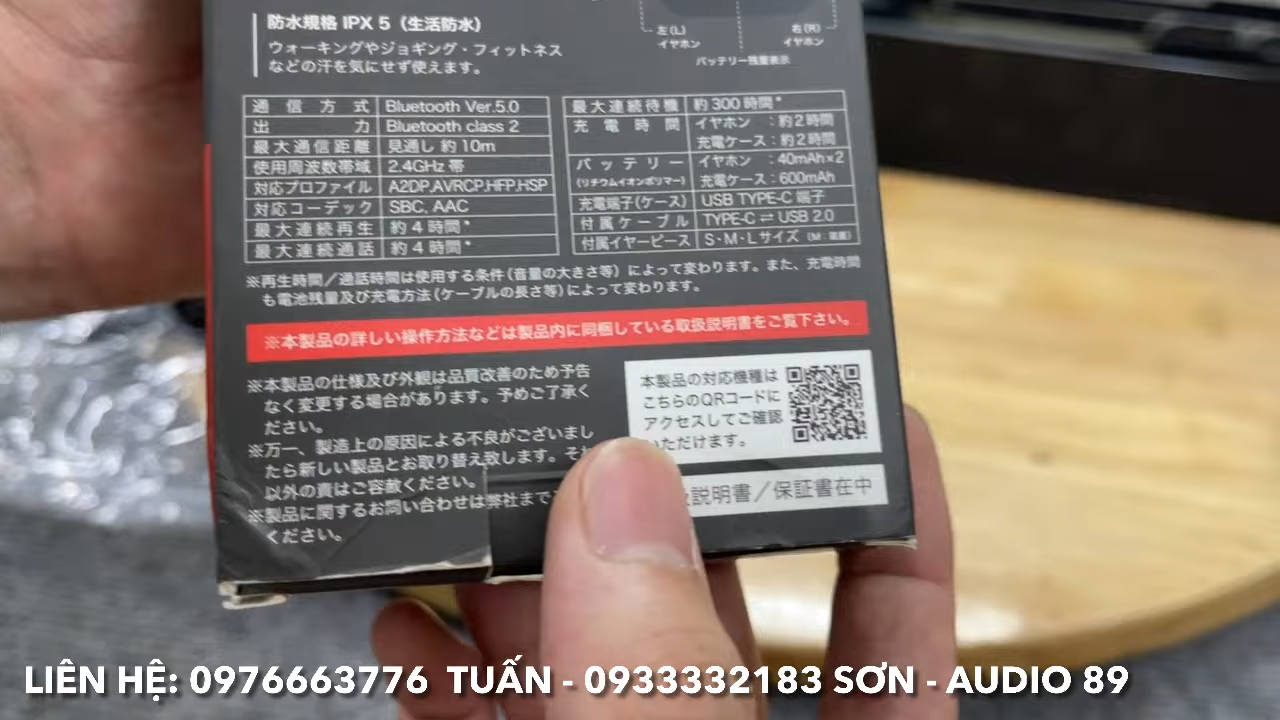 防水規格 IPX 5（生活防水）
ウォーキングやジョギング・フィットネス
などの汗を気にせず使えます。
左(L)
イヤホン
右(R)
イヤホン
バッテリー残量表示
通信方式 Bluetooth Ver.5.0
出力 Bluetooth class 2
最大通信距離 見通し 約10m
使用周波数帯域 2.4GHz 帯
対応プロファイル A2DP,AVRCP,HFP,HSP
対応コーデック SBC, AAC
最大連続再生 約 4 時間*
最大連続通話 約 4 時間*
最大連続待機 約 300 時間*
充電時間 イヤホン ：約 2 時間
充電ケース：約 2 時間
バッテリー イヤホン ：40mAh×2
(リチウムイオンポリマー) 充電ケース：600mAh
充電端子(ケース) USB TYPE-C 端子
付属ケーブル TYPE-C ⇄ USB 2.0
付属イヤーピース S・M・Lサイズ（M：装着）
※再生時間／通話時間は使用する条件(音量の大きさ等)によって変わります。また、充電時間
も電池残量及び充電方法(ケーブルの長さ等)によって変わります。
※本製品の詳しい操作方法などは製品内に同梱している取扱説明書をご覧下さい。
※本製品の仕様及び外観は品質改善のため予告
なく変更する場合があります。予めご了承く
ださい。
※万一、製造上の原因による不良がございまし
たら新しい製品とお取り替え致します。それ
以外の責はご容赦ください。
※製品に関するお問い合わせは弊社まで
ください。
本製品の対応機種は
こちらのQRコードに
アクセスしてご確認
いただけます。
説明書／保証書在中
LIÊN HỆ: 0976663776 TUẤN - 0933332183 SƠN - AUDIO 89